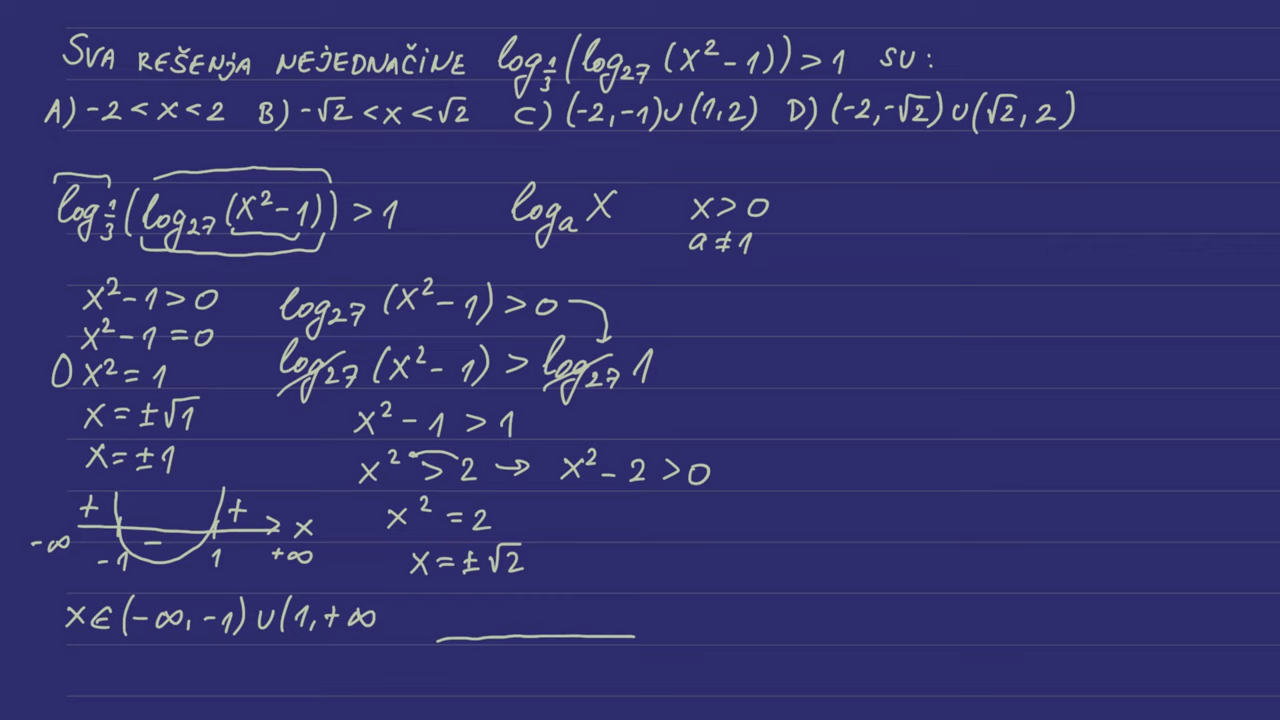 SVA REŠENJA NEJEDNAČINE log_{1/3}(log_{27}(x²-1))>1 SU:
A) -2<x<2 B) -√2<x<√2 C) (-2,-1)∪(1,2) D) (-2,-√2)∪(√2,2)
log_{1/3}(log_{27}(x²-1))>1 log_a x x>0
a≠1
x²-1>0 log_{27}(x²-1)>0
x²-1=0
D x²=1 log_{27}(x²-1)>log_{27}1
x=±√1 x²-1>1
x=±1 x²>2 → x²-2>0
+ + x x²=2
-∞ -1 - 1 +∞ x=±√2
x∈(-∞,-1)∪(1,+∞